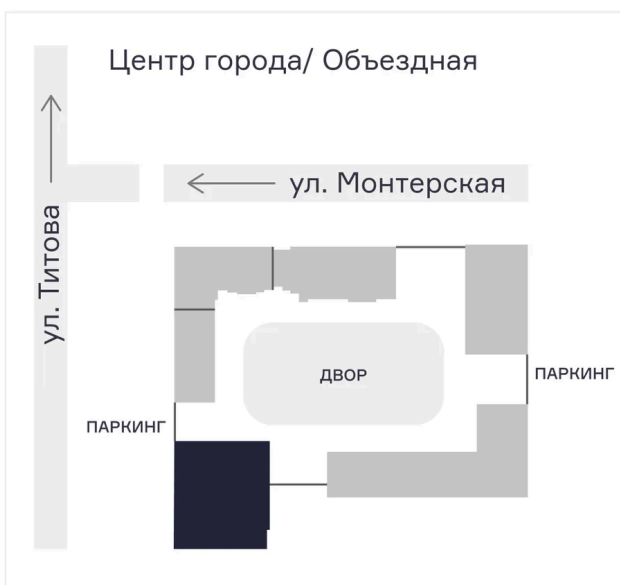 Центр города/ Объездная
ул. Монтерская
ул. Титова
ДВОР
ПАРКИНГ
ПАРКИНГ